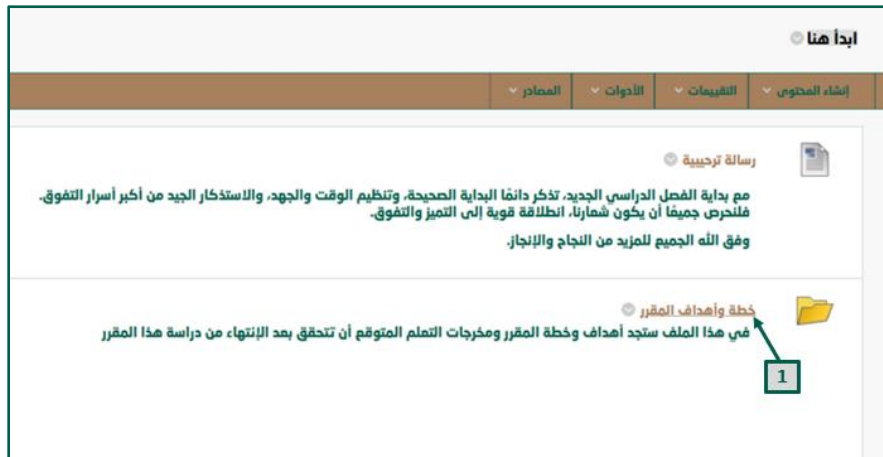 ابدأ هنا
إنشاء المحتوى التقييمات الأدوات المصادر
رسالة ترحيبية
مع بداية الفصل الدراسي الجديد، تذكر دائمًا البداية الصحيحة، وتنظيم الوقت والجهد، والاستذكار الجيد من أكبر أسرار التفوق.
فلنحرص جميعًا أن يكون شعارنا، انطلاقة قوية إلى التميز والتفوق.
وفق الله الجميع للمزيد من النجاح والإنجاز.
خطة وأهداف المقرر
في هذا الملف ستجد أهداف وخطة المقرر ومخرجات التعلم المتوقع أن تتحقق بعد الإنتهاء من دراسة هذا المقرر
1